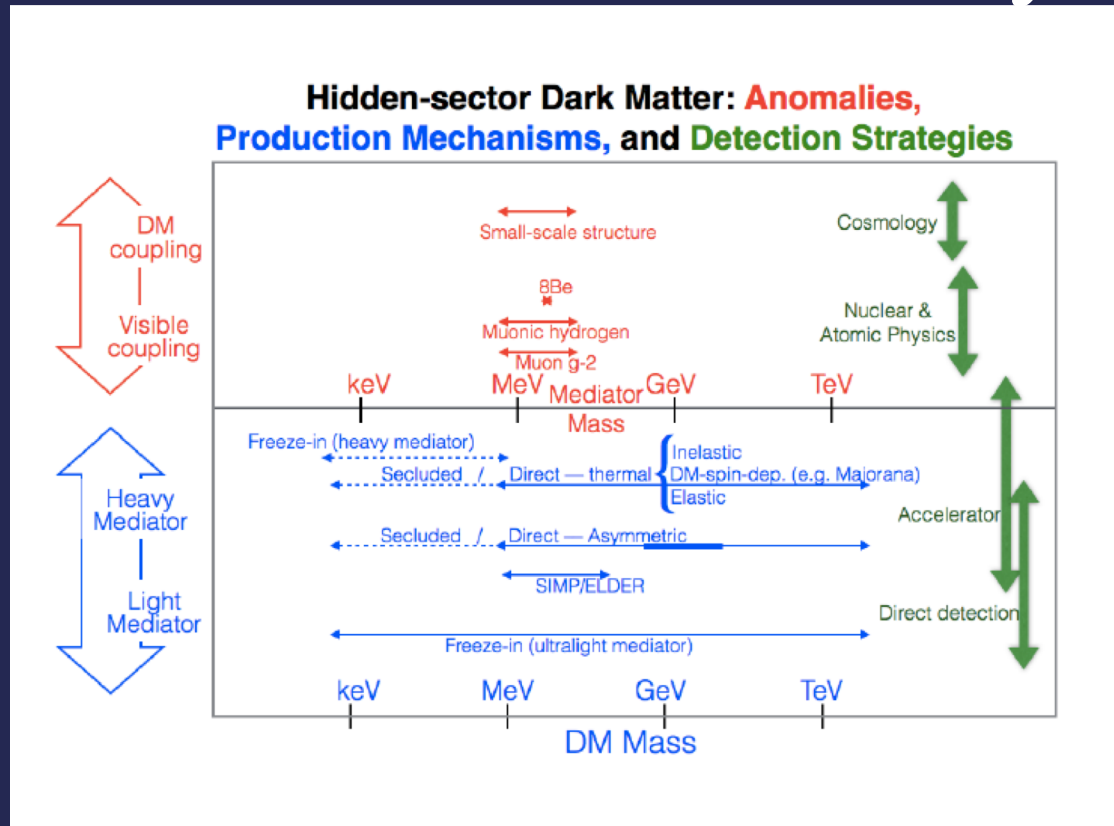 Hidden-sector Dark Matter: Anomalies,
Production Mechanisms, and Detection Strategies
DM
coupling
Visible
coupling
Small-scale structure
8Be
Muonic hydrogen
Muon g-2
keV MeV GeV TeV
Mediator
Mass
Cosmology
Nuclear &
Atomic Physics
Accelerator
Direct detection
Heavy
Mediator
Light
Mediator
Freeze-in (heavy mediator)
Secluded / Direct — thermal
Inelastic
DM-spin-dep. (e.g. Majorana)
Elastic
Secluded / Direct — Asymmetric
SIMP/ELDER
Freeze-in (ultralight mediator)
keV MeV GeV TeV
DM Mass